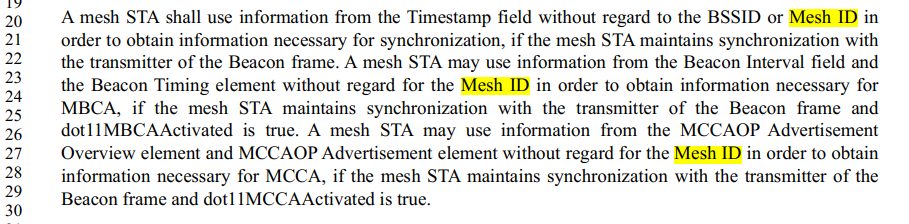 19
20 A mesh STA shall use information from the Timestamp field without regard to the BSSID or Mesh ID in
21 order to obtain information necessary for synchronization, if the mesh STA maintains synchronization with
22 the transmitter of the Beacon frame. A mesh STA may use information from the Beacon Interval field and
23 the Beacon Timing element without regard for the Mesh ID in order to obtain information necessary for
24 MBCA, if the mesh STA maintains synchronization with the transmitter of the Beacon frame and
25 dot11MBCAActivated is true. A mesh STA may use information from the MCCAOP Advertisement
26 Overview element and MCCAOP Advertisement element without regard for the Mesh ID in order to obtain
27 information necessary for MCCA, if the mesh STA maintains synchronization with the transmitter of the
28 Beacon frame and dot11MCCAActivated is true.
29
30